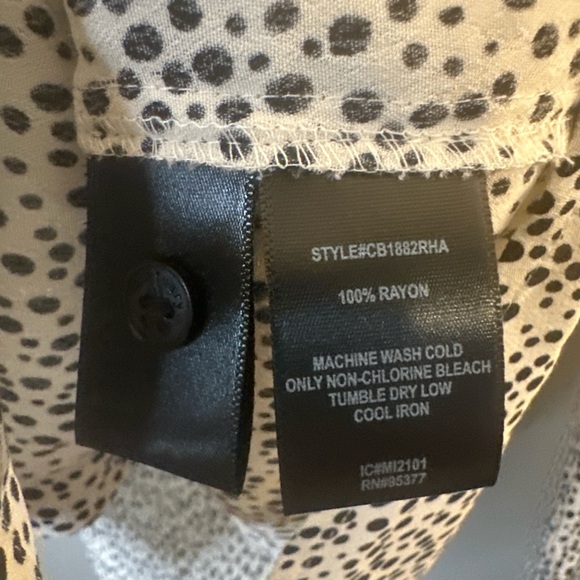 STYLE#CB1882RHA
100% RAYON
MACHINE WASH COLD
ONLY NON-CHLORINE BLEACH
TUMBLE DRY LOW
COOL IRON
IC#MI2101
RN#95377